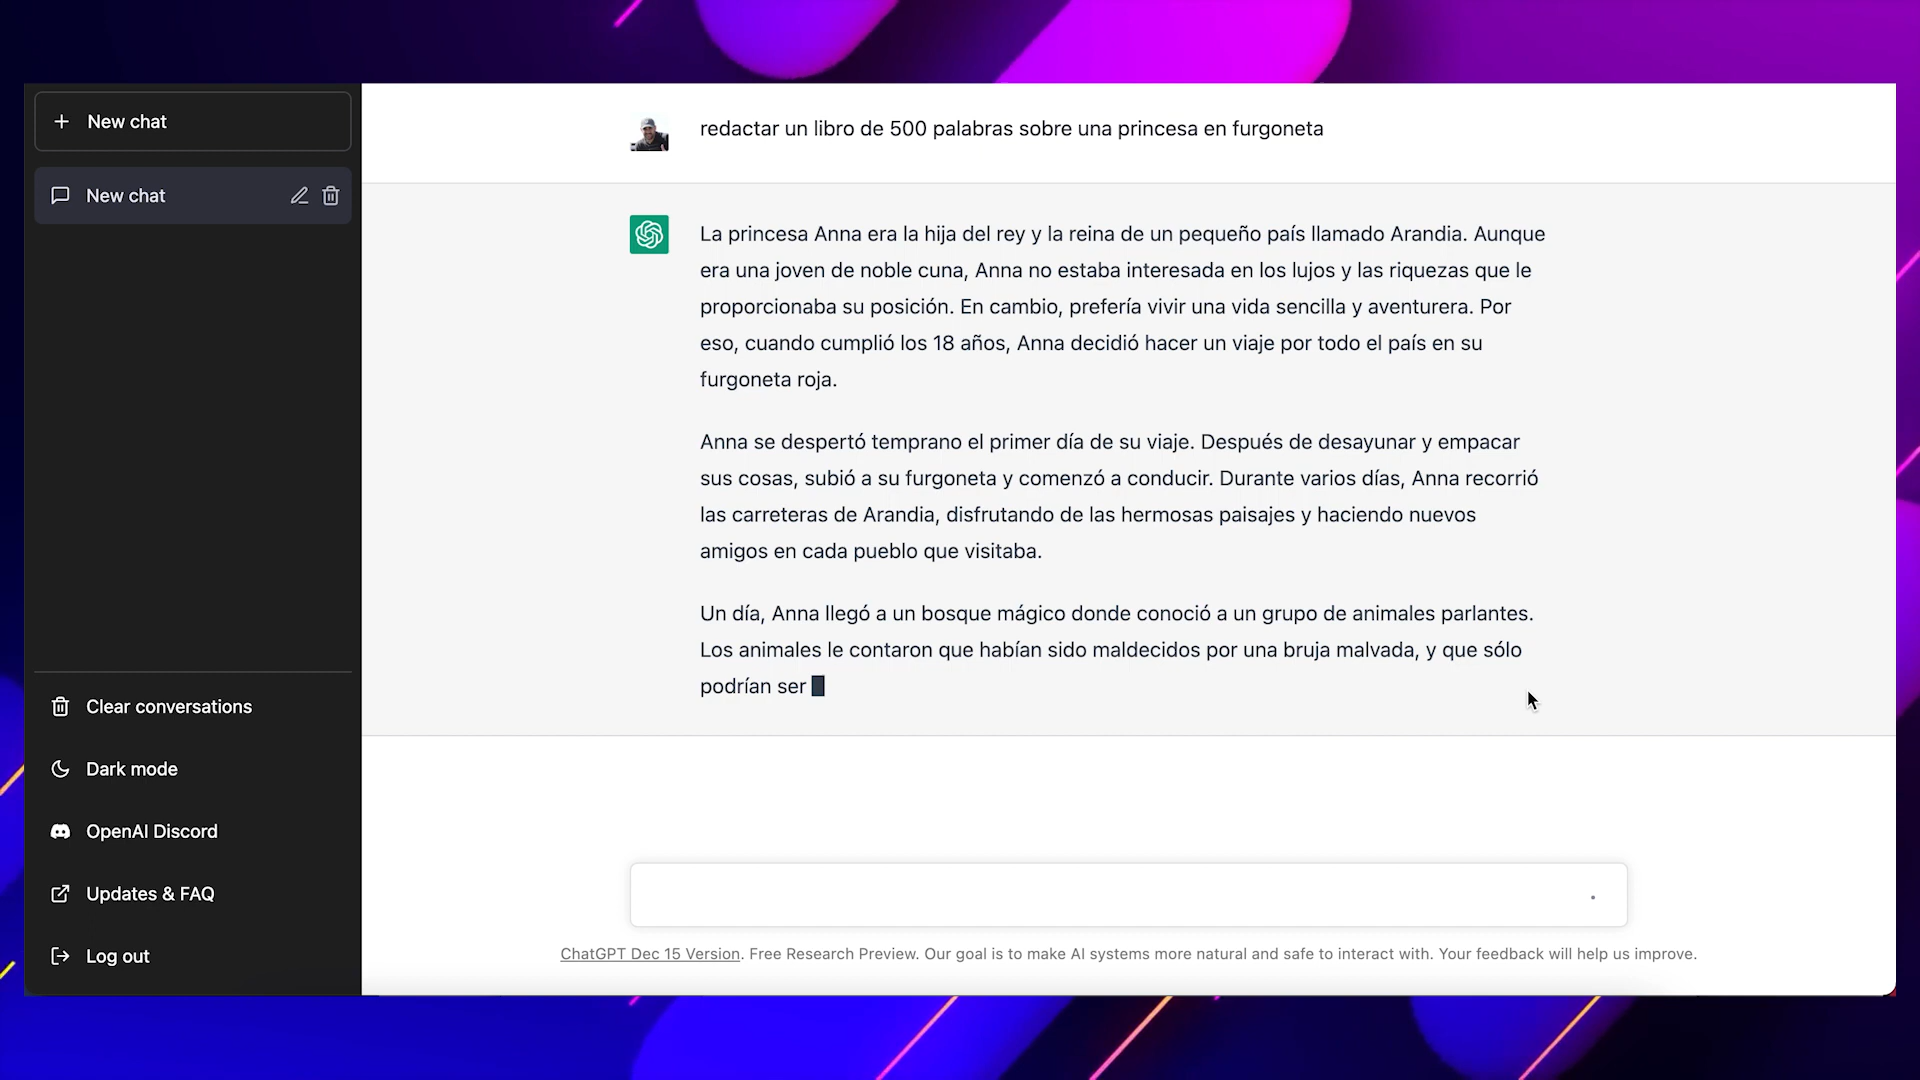 New chat
New chat
Clear conversations
Dark mode
OpenAI Discord
Updates & FAQ
Log out
redactar un libro de 500 palabras sobre una princesa en furgoneta
La princesa Anna era la hija del rey y la reina de un pequeño país llamado Arandia. Aunque
era una joven de noble cuna, Anna no estaba interesada en los lujos y las riquezas que le
proporcionaba su posición. En cambio, prefería vivir una vida sencilla y aventurera. Por
eso, cuando cumplió los 18 años, Anna decidió hacer un viaje por todo el país en su
furgoneta roja.
Anna se despertó temprano el primer día de su viaje. Después de desayunar y empacar
sus cosas, subió a su furgoneta y comenzó a conducir. Durante varios días, Anna recorrió
las carreteras de Arandia, disfrutando de las hermosas paisajes y haciendo nuevos
amigos en cada pueblo que visitaba.
Un día, Anna llegó a un bosque mágico donde conoció a un grupo de animales parlantes.
Los animales le contaron que habían sido maldecidos por una bruja malvada, y que sólo
podrían ser
ChatGPT Dec 15 Version. Free Research Preview. Our goal is to make AI systems more natural and safe to interact with. Your feedback will help us improve.